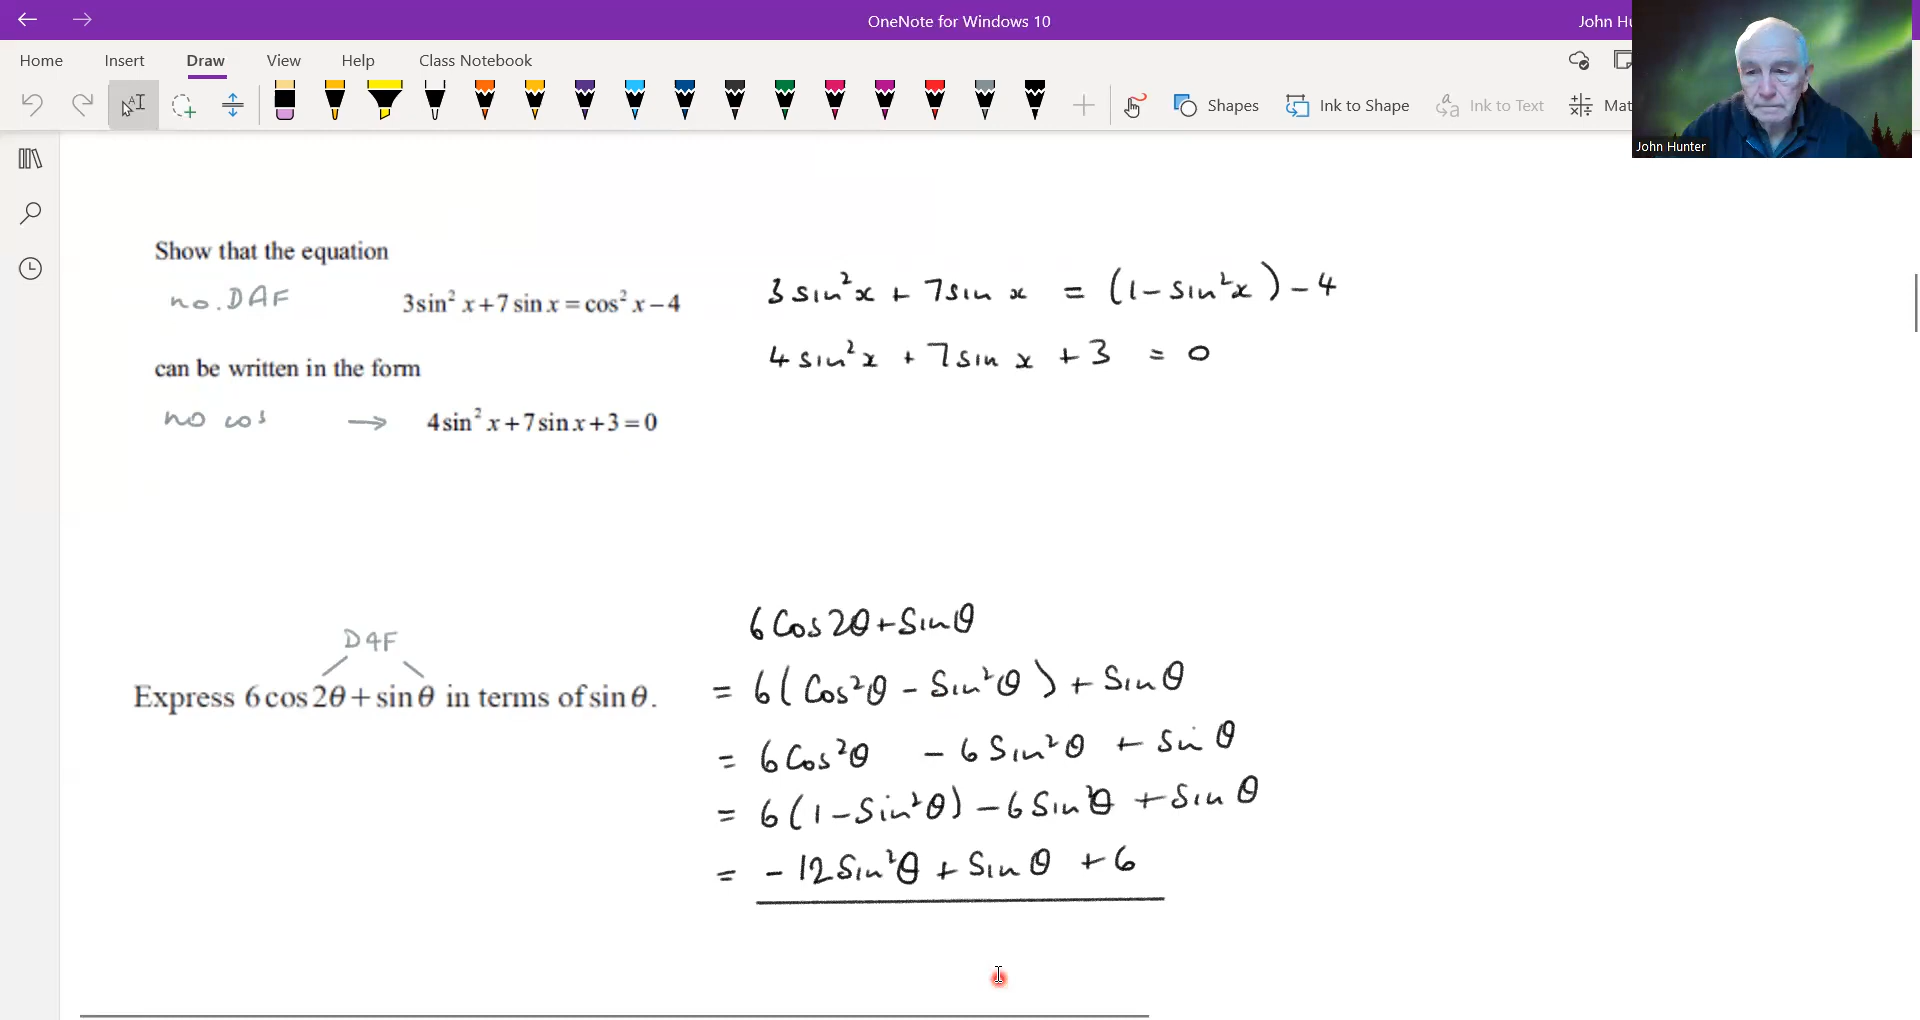 OneNote for Windows 10
John Hu
Home Insert Draw View Help Class Notebook
Shapes Ink to Shape Ink to Text Mat
John Hunter
Show that the equation
no. DAF
3 sin² x + 7 sin x = cos² x − 4
can be written in the form
no cos → 4 sin² x + 7 sin x + 3 = 0
3 sin²x + 7 sin x = (1 − sin²x) − 4
4 sin²x + 7 sin x + 3 = 0
DAF
Express 6 cos 2θ + sin θ in terms of sin θ.
6 Cos 2θ + Sin θ
= 6 (Cos²θ − Sin²θ) + Sin θ
= 6 Cos²θ − 6 Sin²θ + Sin θ
= 6 (1 − Sin²θ) − 6 Sin²θ + Sin θ
= − 12 Sin²θ + Sin θ + 6